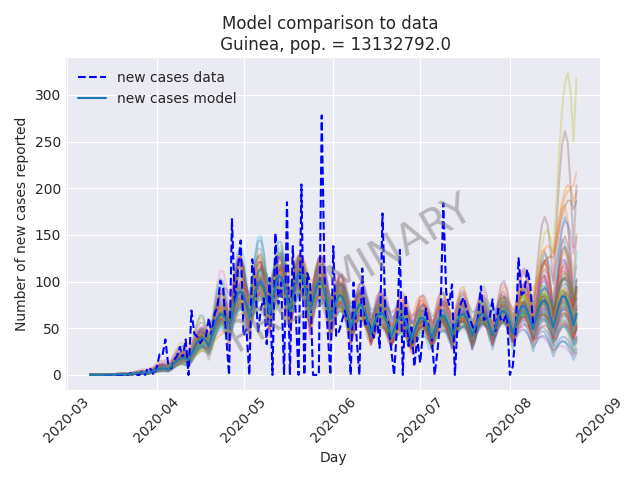 Model comparison to data
Guinea, pop. = 13132792.0
new cases data
new cases model
300
250
200
150
100
50
0
Number of new cases reported
2020-03
2020-04
2020-05
2020-06
2020-07
2020-08
2020-09
Day